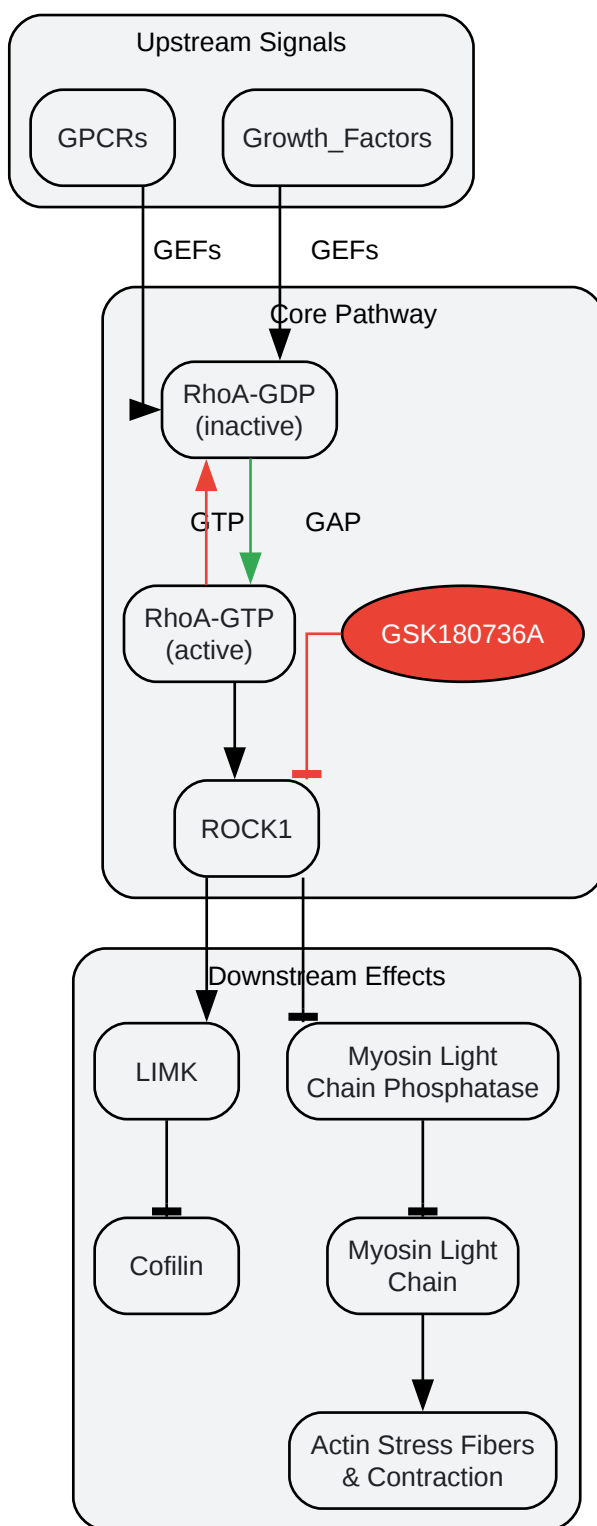 Upstream Signals
GPCRs
Growth_Factors
GEFs
GEFs
Core Pathway
RhoA-GDP
(inactive)
GTP
GAP
RhoA-GTP
(active)
GSK180736A
ROCK1
Downstream Effects
LIMK
Myosin Light
Chain Phosphatase
Cofilin
Myosin Light
Chain
Actin Stress Fibers
& Contraction